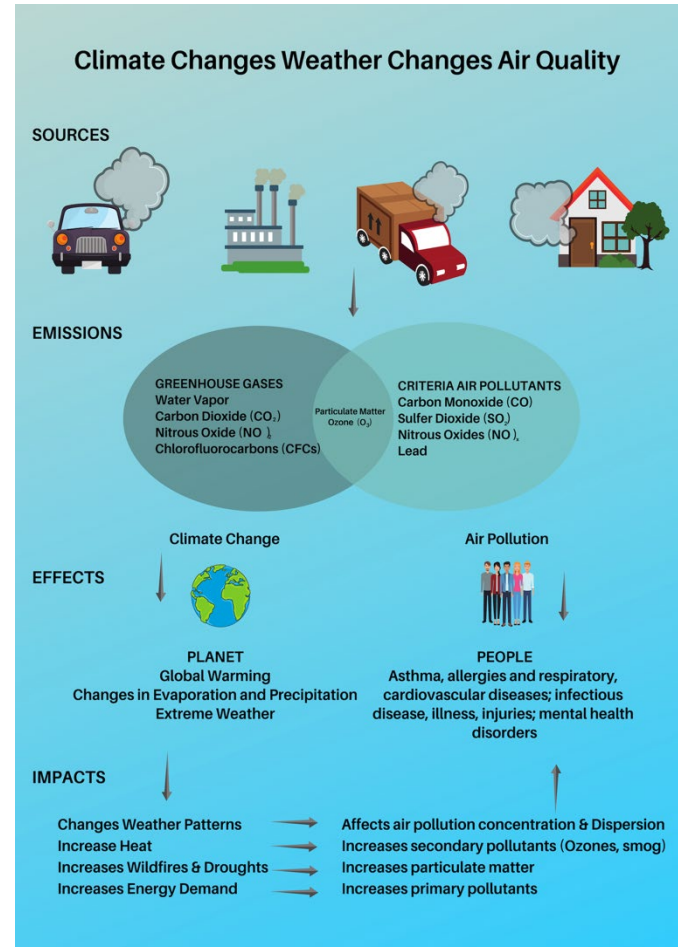 Climate Changes Weather Changes Air Quality
SOURCES
EMISSIONS
GREENHOUSE GASES
Water Vapor
Carbon Dioxide (CO₂)
Nitrous Oxide (NO )₈
Chlorofluorocarbons (CFCs)
Particulate Matter
Ozone (O₃)
CRITERIA AIR POLLUTANTS
Carbon Monoxide (CO)
Sulfer Dioxide (SO₂)
Nitrous Oxides (NO )ₓ
Lead
Climate Change
Air Pollution
EFFECTS
PLANET
Global Warming
Changes in Evaporation and Precipitation
Extreme Weather
PEOPLE
Asthma, allergies and respiratory,
cardiovascular diseases; infectious
disease, illness, injuries; mental health
disorders
IMPACTS
Changes Weather Patterns
Increase Heat
Increases Wildfires & Droughts
Increases Energy Demand
Affects air pollution concentration & Dispersion
Increases secondary pollutants (Ozones, smog)
Increases particulate matter
Increases primary pollutants